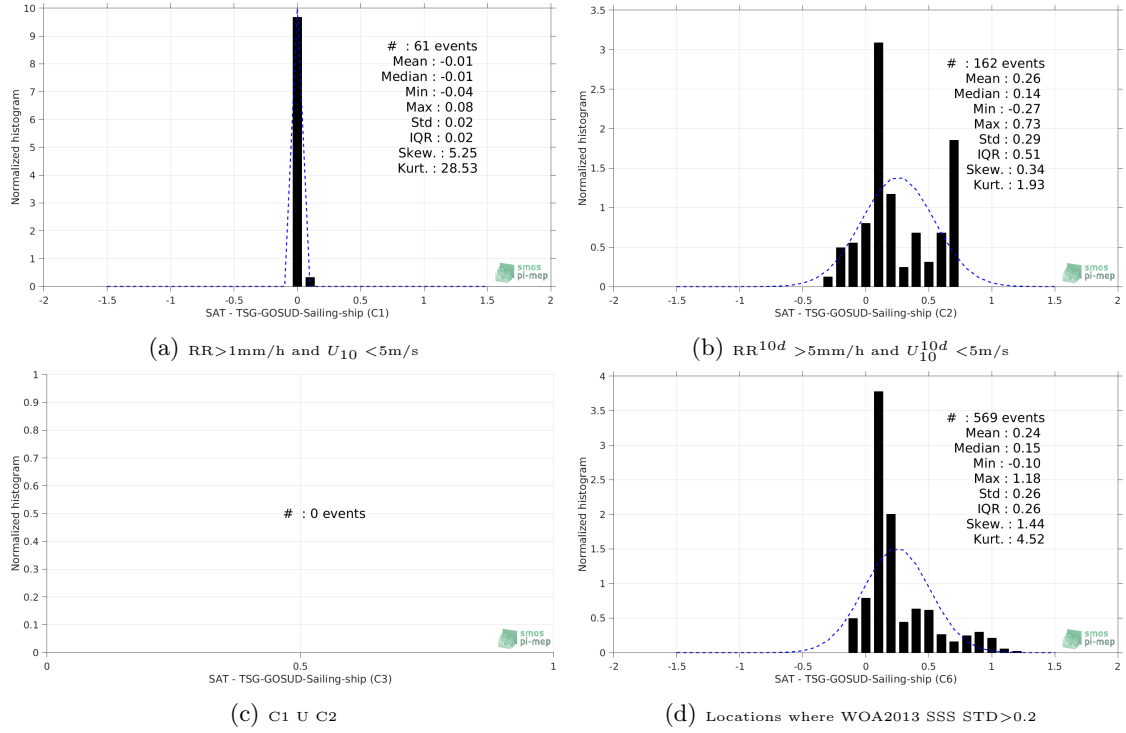 10
9
8
7
6
5
4
3
2
1
0
Normalized histogram
# : 61 events
Mean : -0.01
Median : -0.01
Min : -0.04
Max : 0.08
Std : 0.02
IQR : 0.02
Skew. : 5.25
Kurt. : 28.53
smos
pi-mep
-2 -1.5 -1 -0.5 0 0.5 1 1.5 2
SAT - TSG-GOSUD-Sailing-ship (C1)
(a) RR>1mm/h and U10 <5m/s
3.5
3
2.5
2
1.5
1
0.5
0
Normalized histogram
# : 162 events
Mean : 0.26
Median : 0.14
Min : -0.27
Max : 0.73
Std : 0.29
IQR : 0.51
Skew. : 0.34
Kurt. : 1.93
smos
pi-mep
-2 -1.5 -1 -0.5 0 0.5 1 1.5 2
SAT - TSG-GOSUD-Sailing-ship (C2)
(b) RR10d >5mm/h and U10 10d <5m/s
1
0.9
0.8
0.7
0.6
0.5
0.4
0.3
0.2
0.1
0
Normalized histogram
# : 0 events
smos
pi-mep
0 0.5 1
SAT - TSG-GOSUD-Sailing-ship (C3)
(c) C1 U C2
4
3.5
3
2.5
2
1.5
1
0.5
0
Normalized histogram
# : 569 events
Mean : 0.24
Median : 0.15
Min : -0.10
Max : 1.18
Std : 0.26
IQR : 0.26
Skew. : 1.44
Kurt. : 4.52
smos
pi-mep
-2 -1.5 -1 -0.5 0 0.5 1 1.5 2
SAT - TSG-GOSUD-Sailing-ship (C6)
(d) Locations where WOA2013 SSS STD>0.2